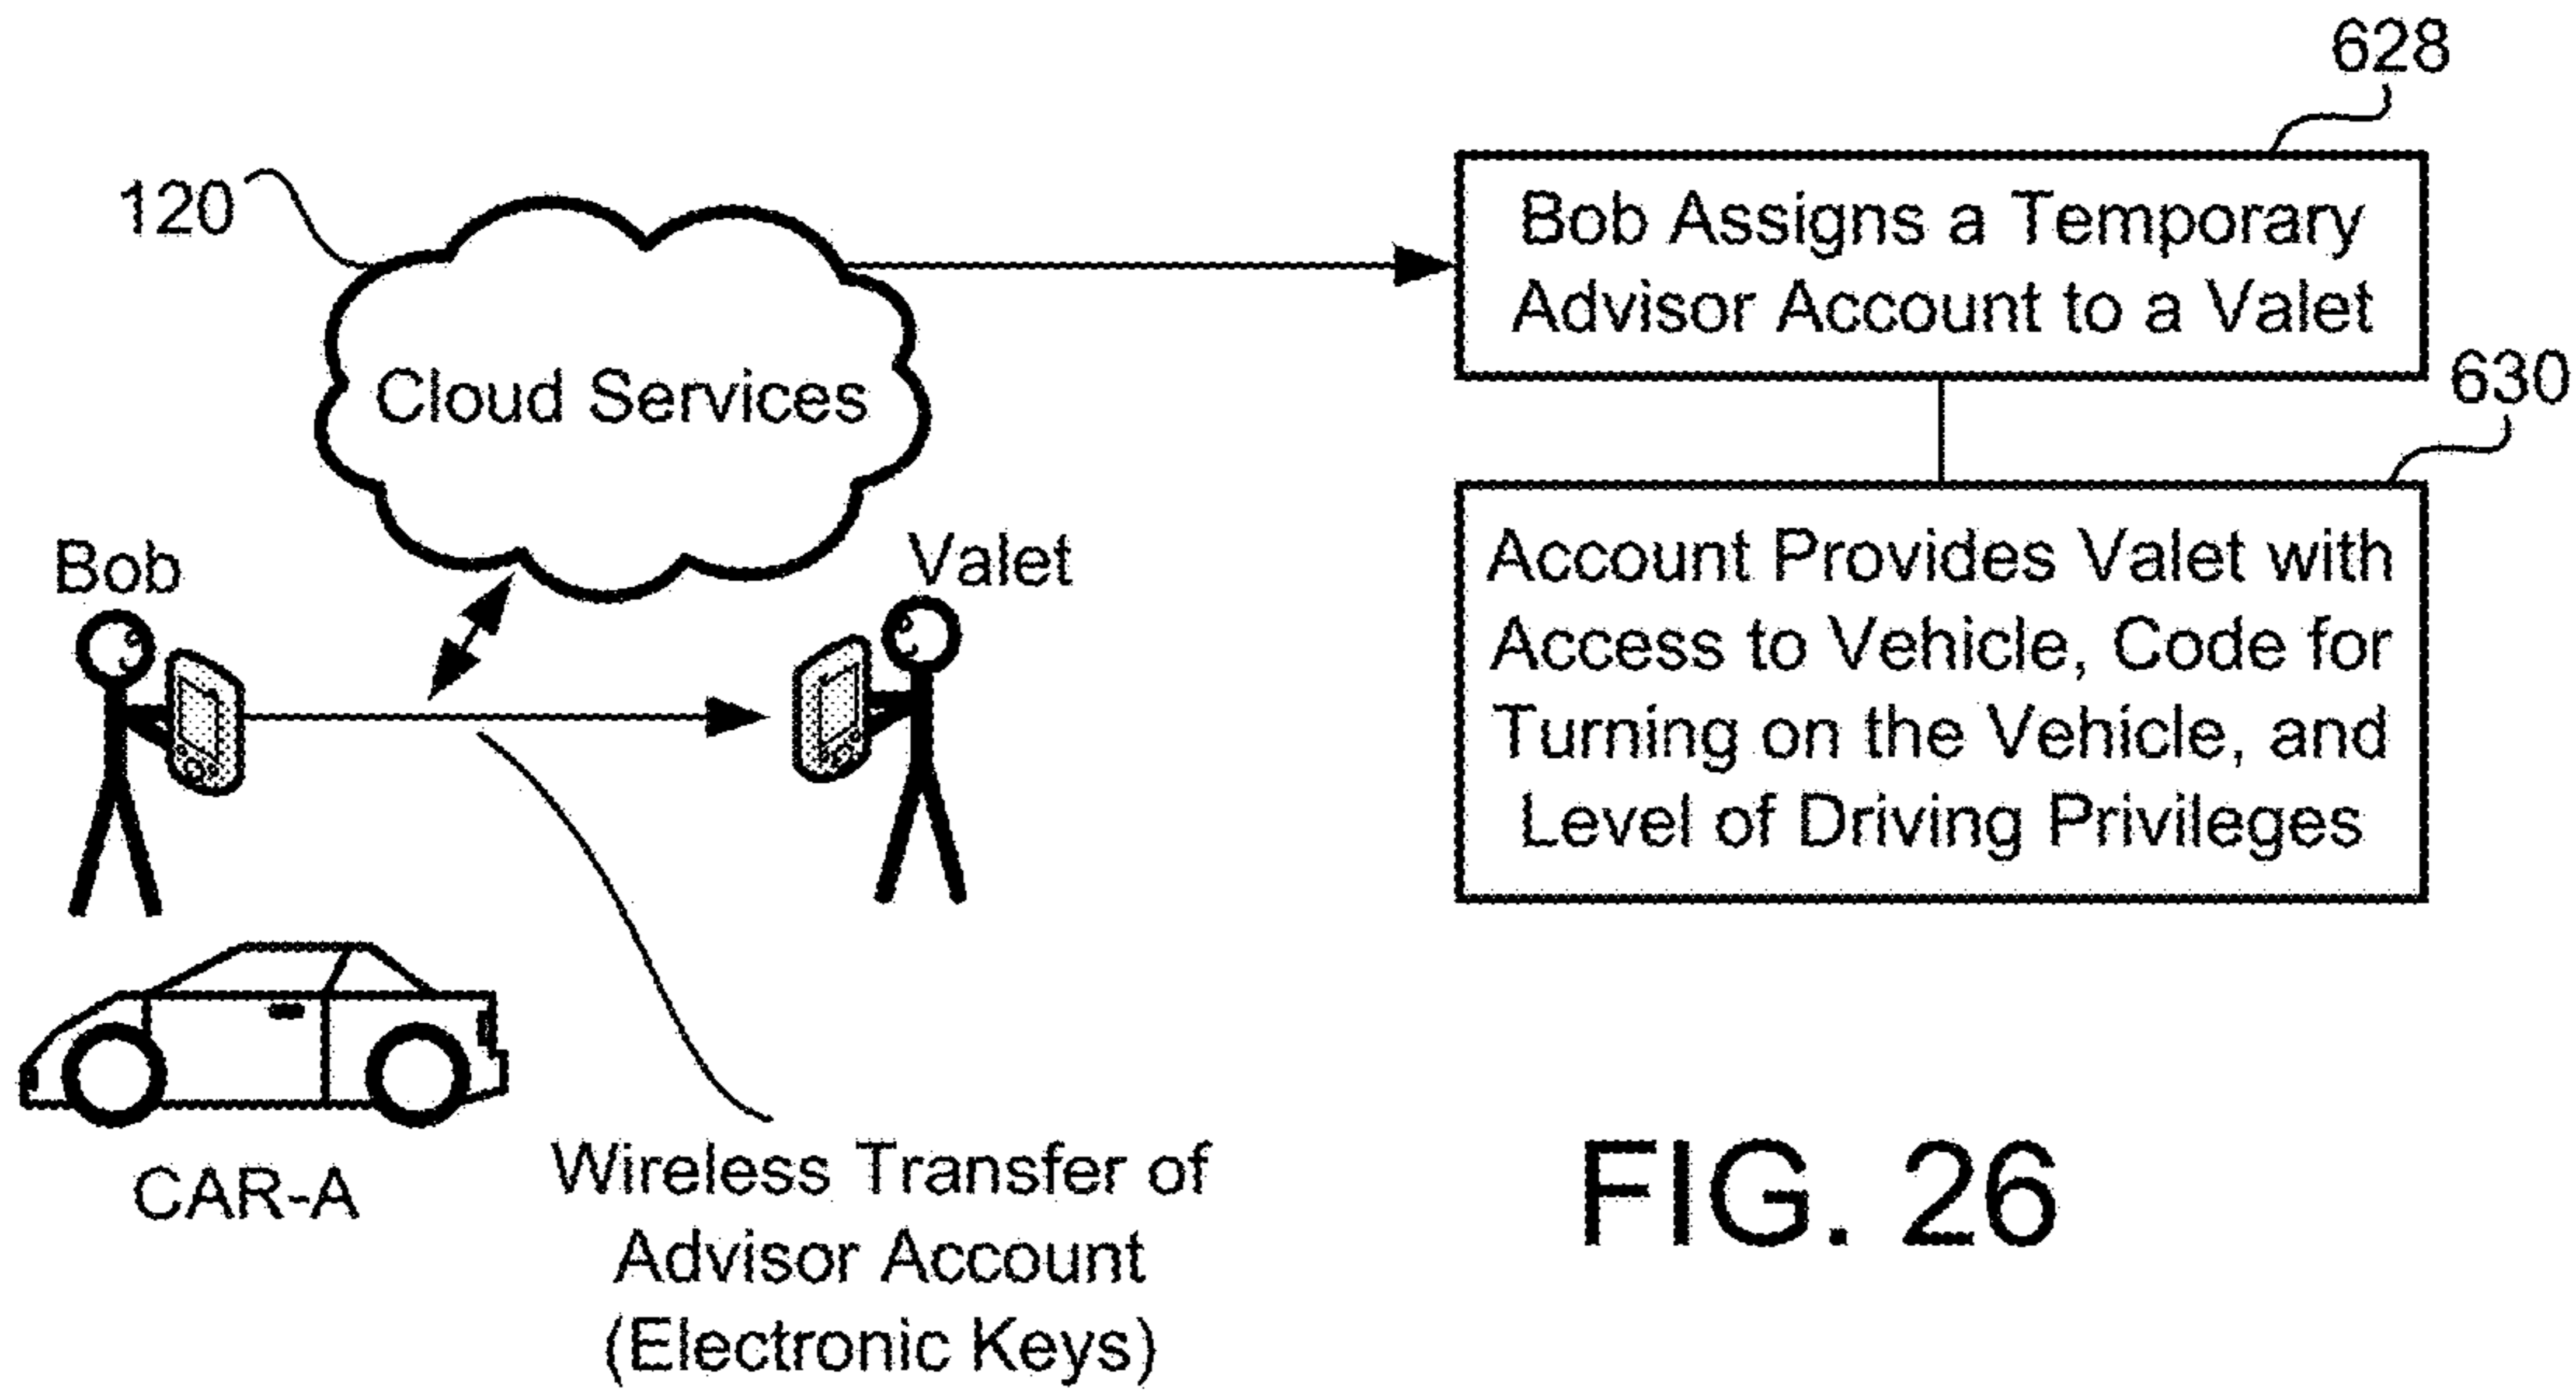 628
120
Bob Assigns a Temporary
Advisor Account to a Valet
Cloud Services
630
Bob
Valet
Account Provides Valet with
Access to Vehicle, Code for
Turning on the Vehicle, and
Level of Driving Privileges
CAR-A
Wireless Transfer of
Advisor Account
(Electronic Keys)
FIG. 26